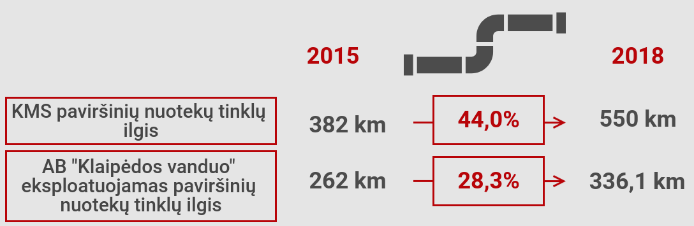 2015 2018
KMS paviršinių nuotekų tinklų
ilgis
382 km 44,0% 550 km
AB "Klaipėdos vanduo"
eksploatuojamas paviršinių
nuotekų tinklų ilgis
262 km 28,3% 336,1 km